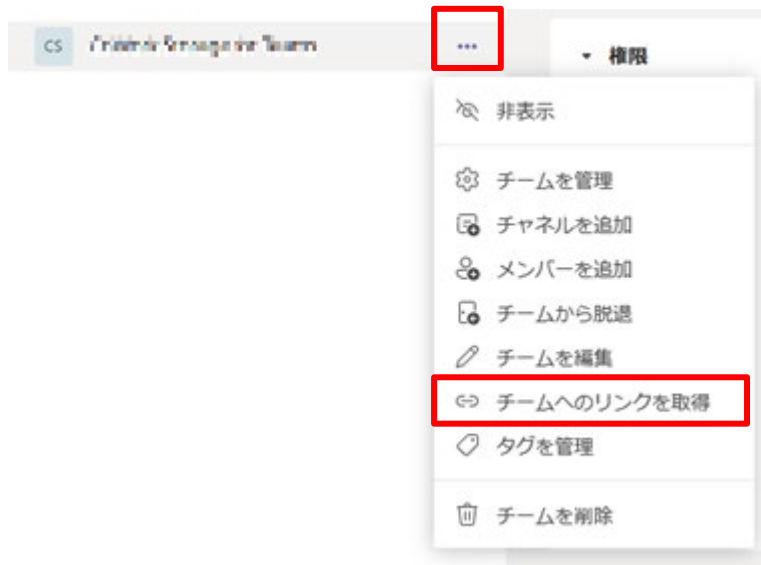 CS
•••
権限
非表示
チームを管理
チャネルを追加
メンバーを追加
チームから脱退
チームを編集
チームへのリンクを取得
タグを管理
チームを削除